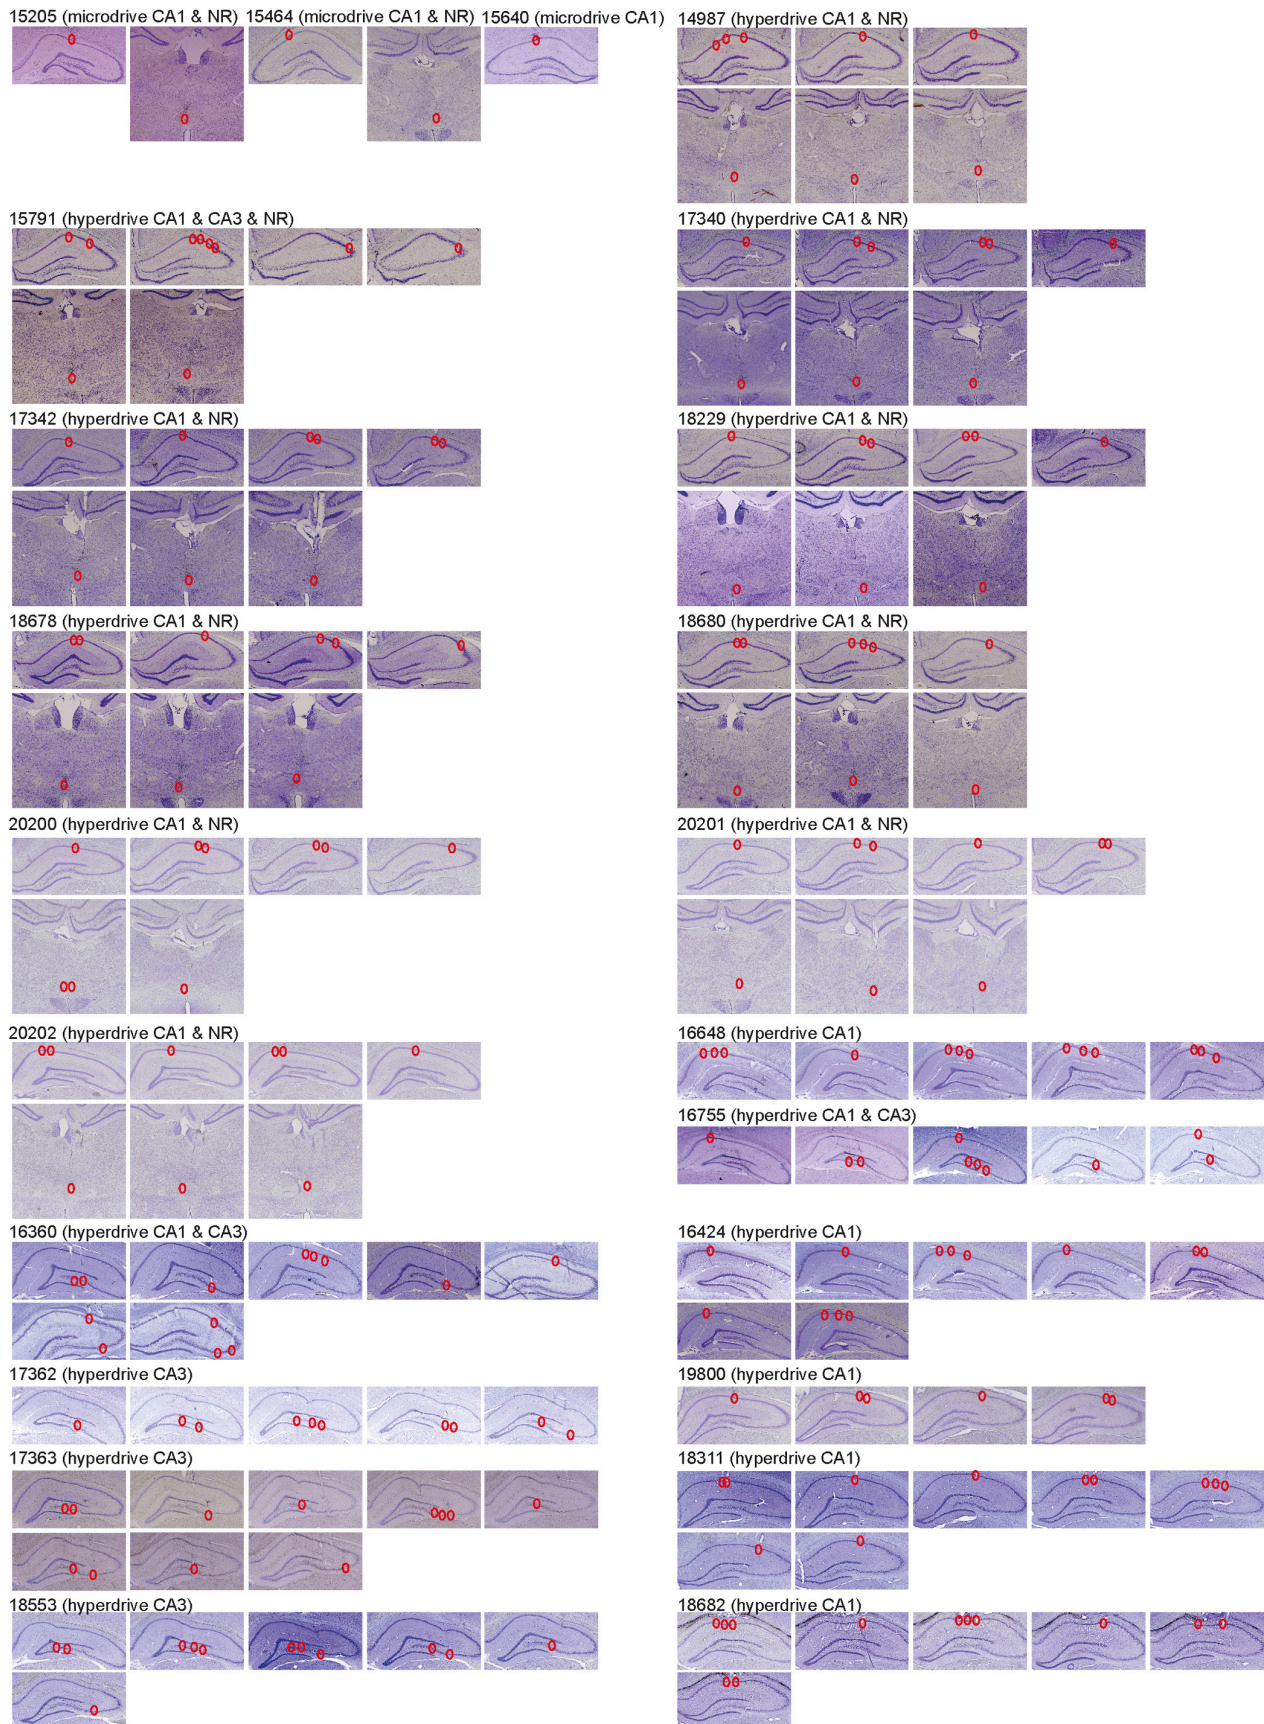 15205 (microdrive CA1 & NR) 15464 (microdrive CA1 & NR) 15640 (microdrive CA1) 14987 (hyperdrive CA1 & NR)
15791 (hyperdrive CA1 & CA3 & NR) 17340 (hyperdrive CA1 & NR)
17342 (hyperdrive CA1 & NR) 18229 (hyperdrive CA1 & NR)
18678 (hyperdrive CA1 & NR) 18680 (hyperdrive CA1 & NR)
20200 (hyperdrive CA1 & NR) 20201 (hyperdrive CA1 & NR)
20202 (hyperdrive CA1 & NR) 16648 (hyperdrive CA1)
16755 (hyperdrive CA1 & CA3)
16360 (hyperdrive CA1 & CA3) 16424 (hyperdrive CA1)
17362 (hyperdrive CA3) 19800 (hyperdrive CA1)
17363 (hyperdrive CA3) 18311 (hyperdrive CA1)
18553 (hyperdrive CA3) 18682 (hyperdrive CA1)